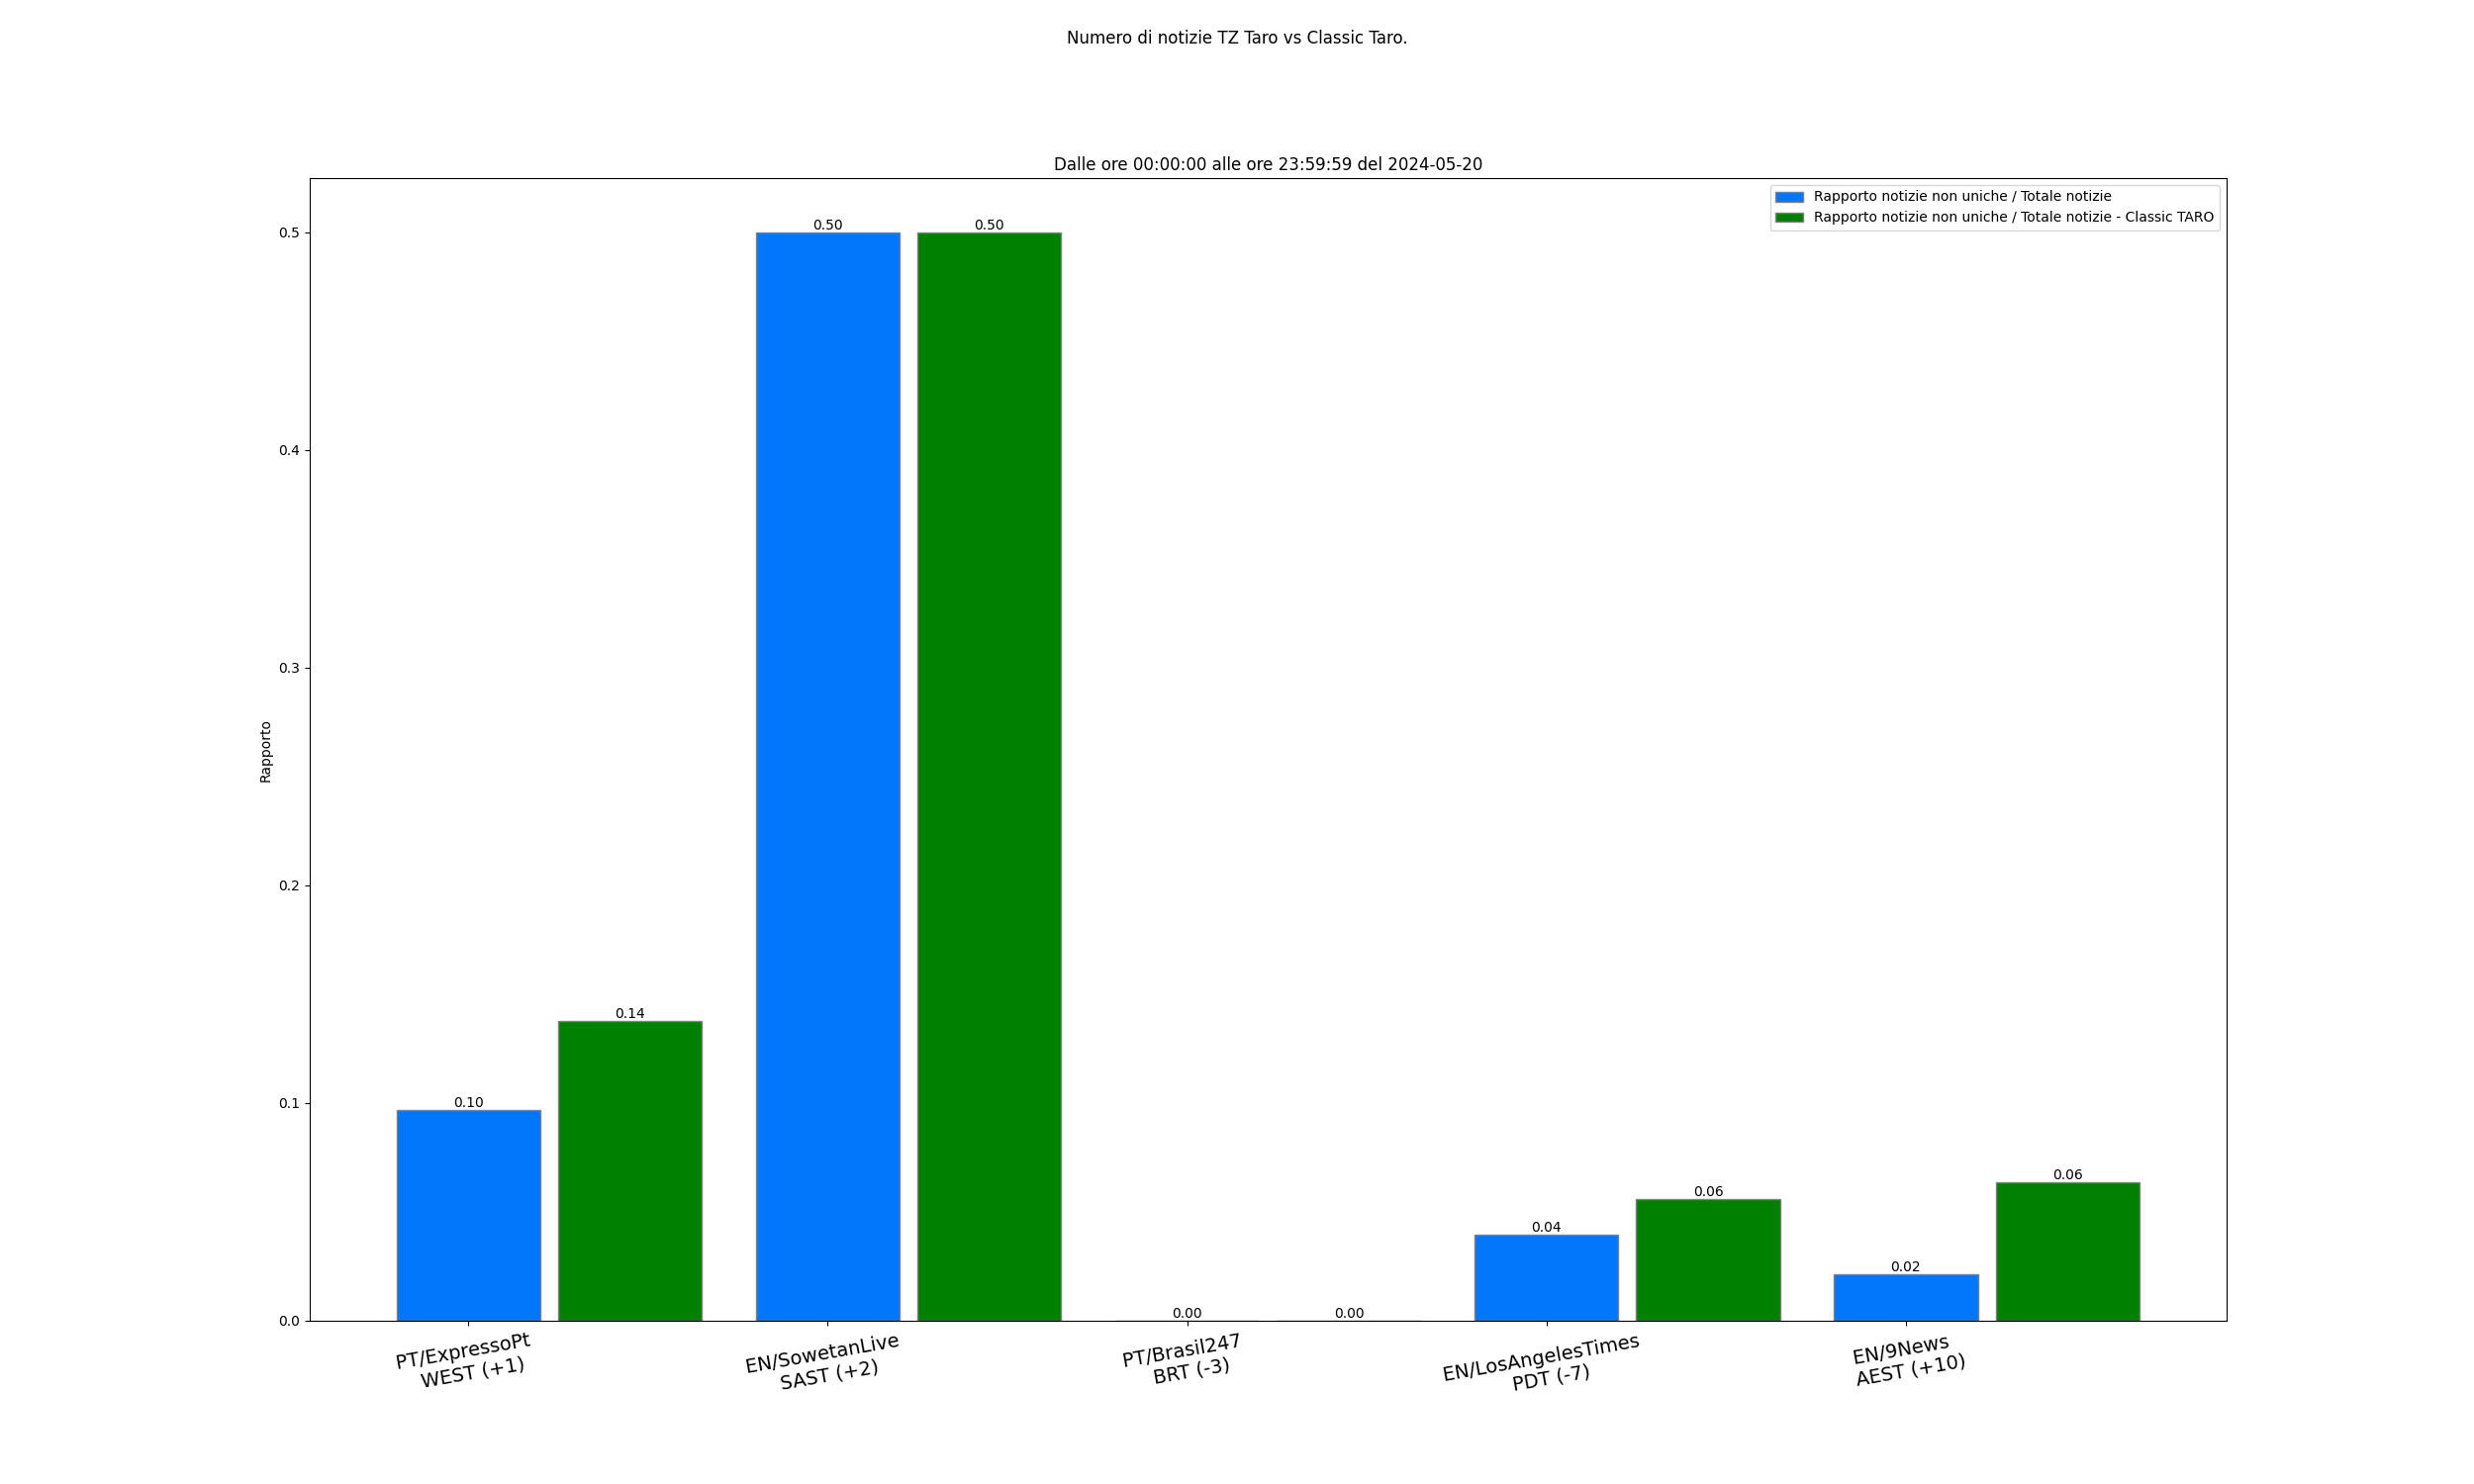 Numero di notizie TZ Taro vs Classic Taro.
Dalle ore 00:00:00 alle ore 23:59:59 del 2024-05-20
Rapporto notizie non uniche / Totale notizie
Rapporto notizie non uniche / Totale notizie - Classic TARO
Rapporto
0.5
0.4
0.3
0.2
0.1
0.0
0.10
0.14
0.50
0.50
0.00
0.00
0.04
0.06
0.02
0.06
PT/ExpressoPt
WEST (+1)
EN/SowetanLive
SAST (+2)
PT/Brasil247
BRT (-3)
EN/LosAngelesTimes
PDT (-7)
EN/9News
AEST (+10)